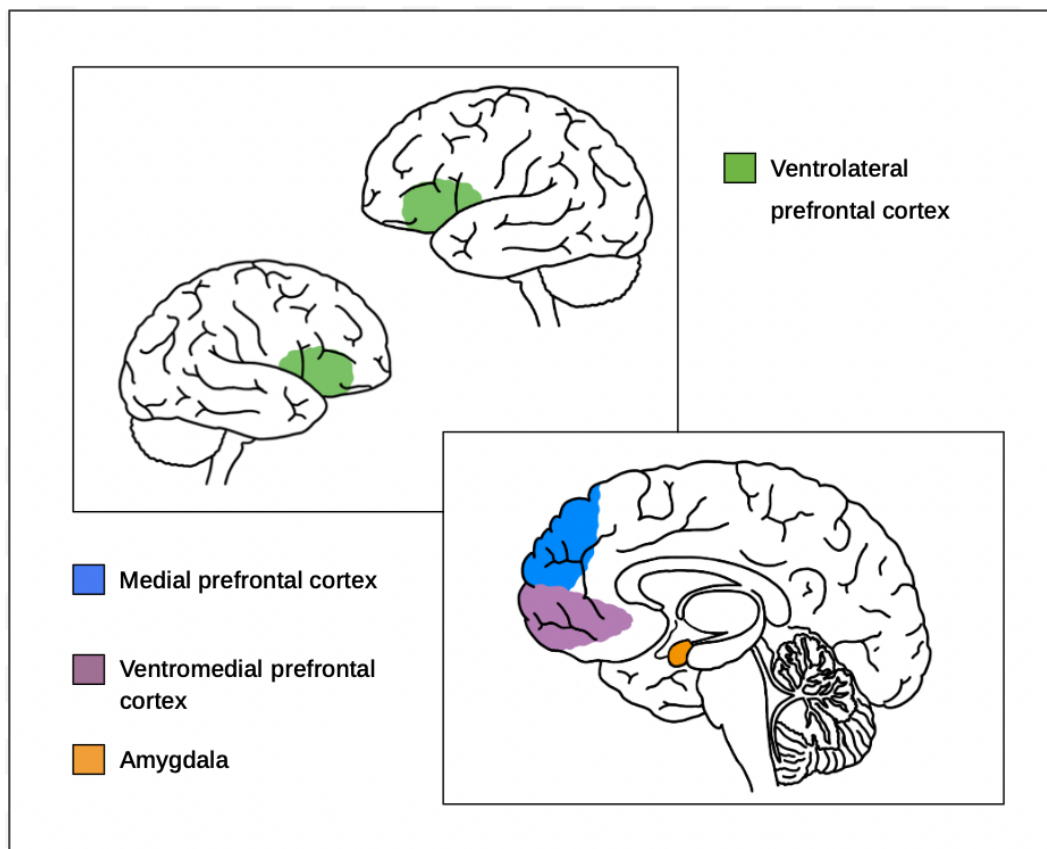 Ventrolateral
prefrontal cortex
Medial prefrontal cortex
Ventromedial prefrontal
cortex
Amygdala